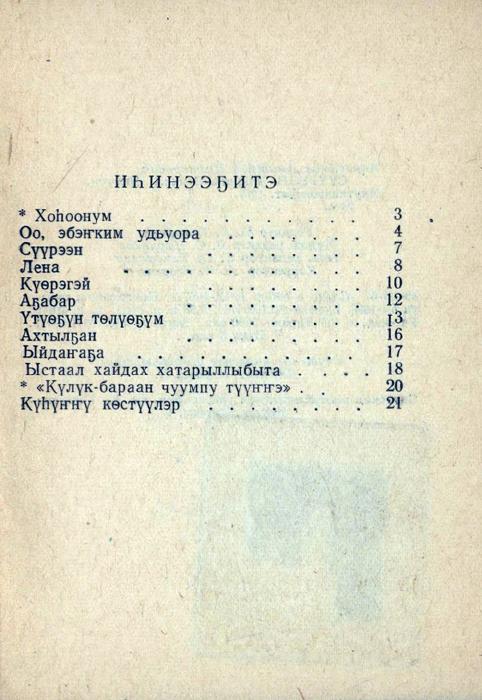 ИҺИНЭЭҔИТЭ
* Хоһоонум . . . . . . . . . . 3
Оо, эбэҥким удьуора . . . . . . . 4
Сүүрээн . . . . . . . . . . . 7
Лена . . . . . . . . . . . 8
Күөрэгэй . . . . . . . . . . 10
Аҕабар . . . . . . . . . . . 12
Үтүөҕүн төлүөҕүм . . . . . . . . 13
Ахтылҕан . . . . . . . . . . 16
Ыйдаҥаҕа . . . . . . . . . . 17
Ыстаал хайдах хатарыллыбыта . . . . . 18
* «Күлүк-бараан чуумпу түүҥҥэ» . . . . . 20
Күһүҥҥү көстүүлэр . . . . . . . . 21